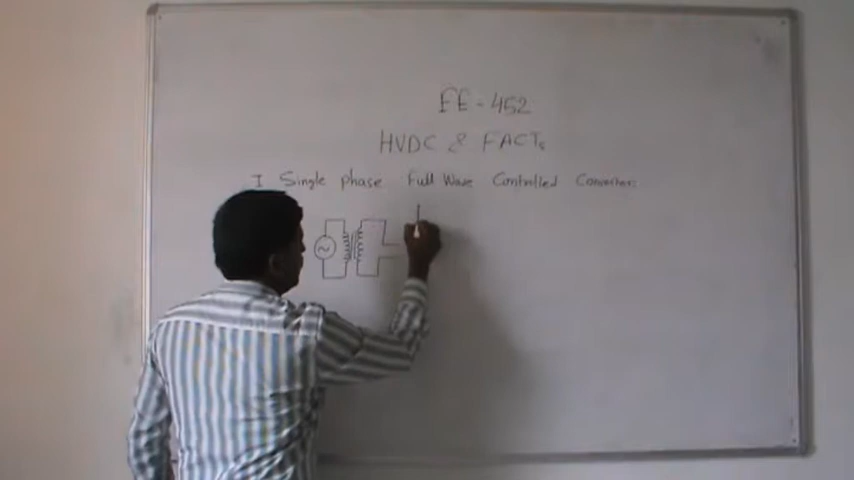 EE-452
HVDC & FACTs
I Single phase Full Wave Controlled Converter: